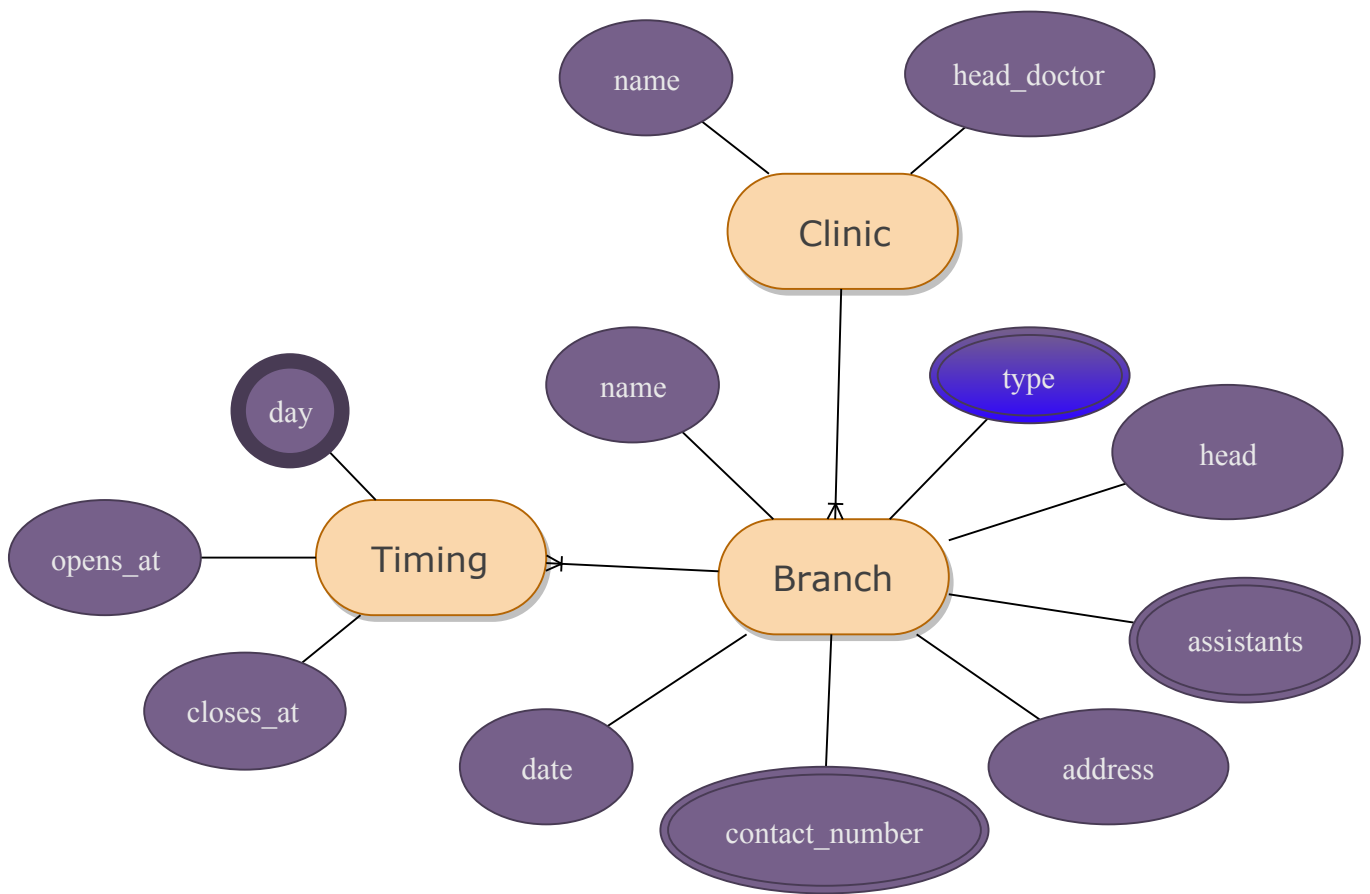 name
head_doctor
Clinic
name
type
day
head
opens_at
Timing
Branch
assistants
closes_at
date
address
contact_number